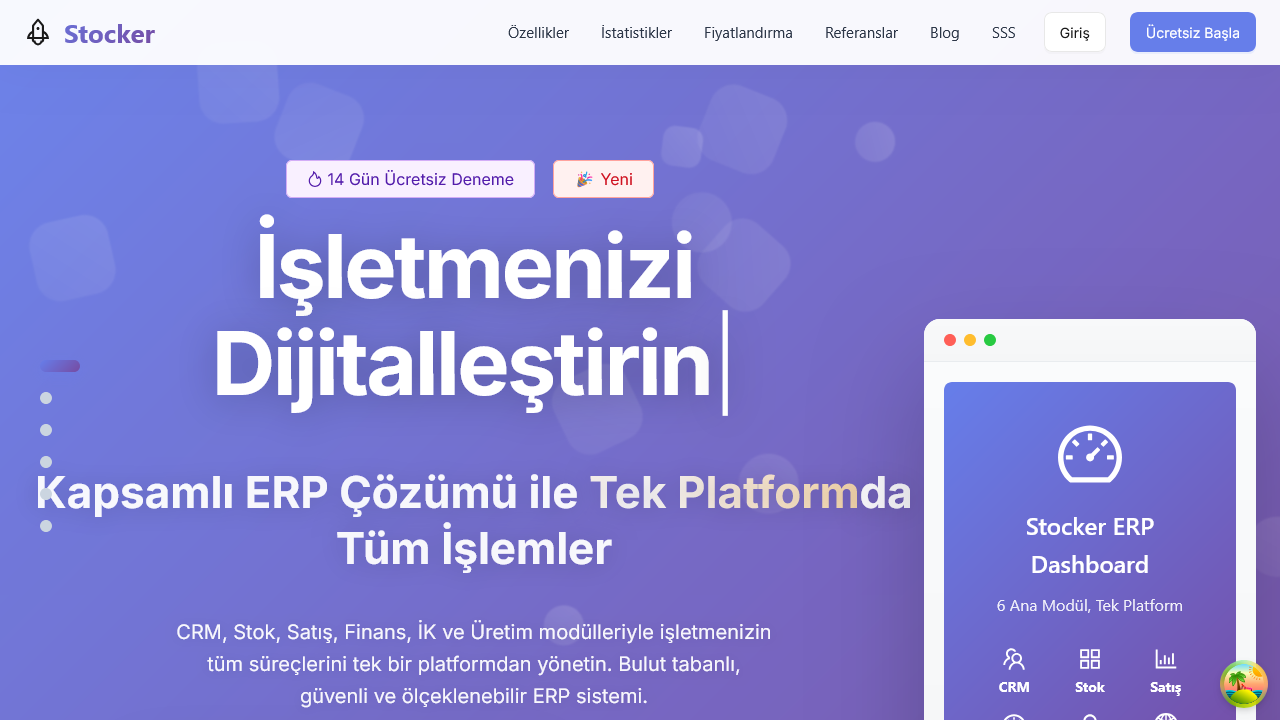 Stocker
Özellikler
İstatistikler
Fiyatlandırma
Referanslar
Blog
SSS
Giriş
Ücretsiz Başla
14 Gün Ücretsiz Deneme
🎉 Yeni
İşletmenizi
Dijitalleştirin|
Kapsamlı ERP Çözümü ile Tek Platformda
Tüm İşlemler
CRM, Stok, Satış, Finans, İK ve Üretim modülleriyle işletmenizin
tüm süreçlerini tek bir platformdan yönetin. Bulut tabanlı,
güvenli ve ölçeklenebilir ERP sistemi.
Stocker ERP
Dashboard
6 Ana Modül, Tek Platform
CRM
Stok
Satış